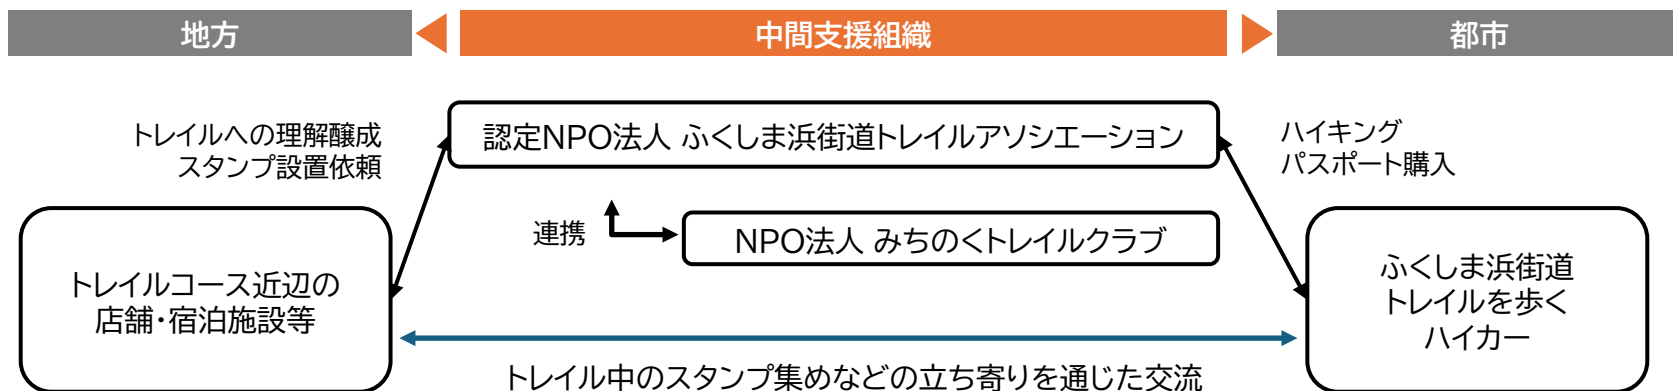 地方
中間支援組織
都市
トレイルへの理解醸成
スタンプ設置依頼
認定NPO法人 ふくしま浜街道トレイルアソシエーション
ハイキング
パスポート購入
連携
NPO法人 みちのくトレイルクラブ
トレイルコース近辺の
店舗・宿泊施設等
ふくしま浜街道
トレイルを歩く
ハイカー
トレイル中のスタンプ集めなどの立ち寄りを通じた交流